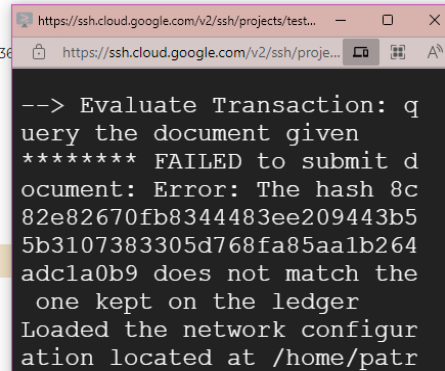 https://ssh.cloud.google.com/v2/ssh/projects/test...
36
https://ssh.cloud.google.com/v2/ssh/proje...
--> Evaluate Transaction: q
uery the document given
******** FAILED to submit d
ocument: Error: The hash 8c
82e82670fb8344483ee209443b5
5b3107383305d768fa85aa1b264
adc1a0b9 does not match the
one kept on the ledger
Loaded the network configur
ation located at /home/patr